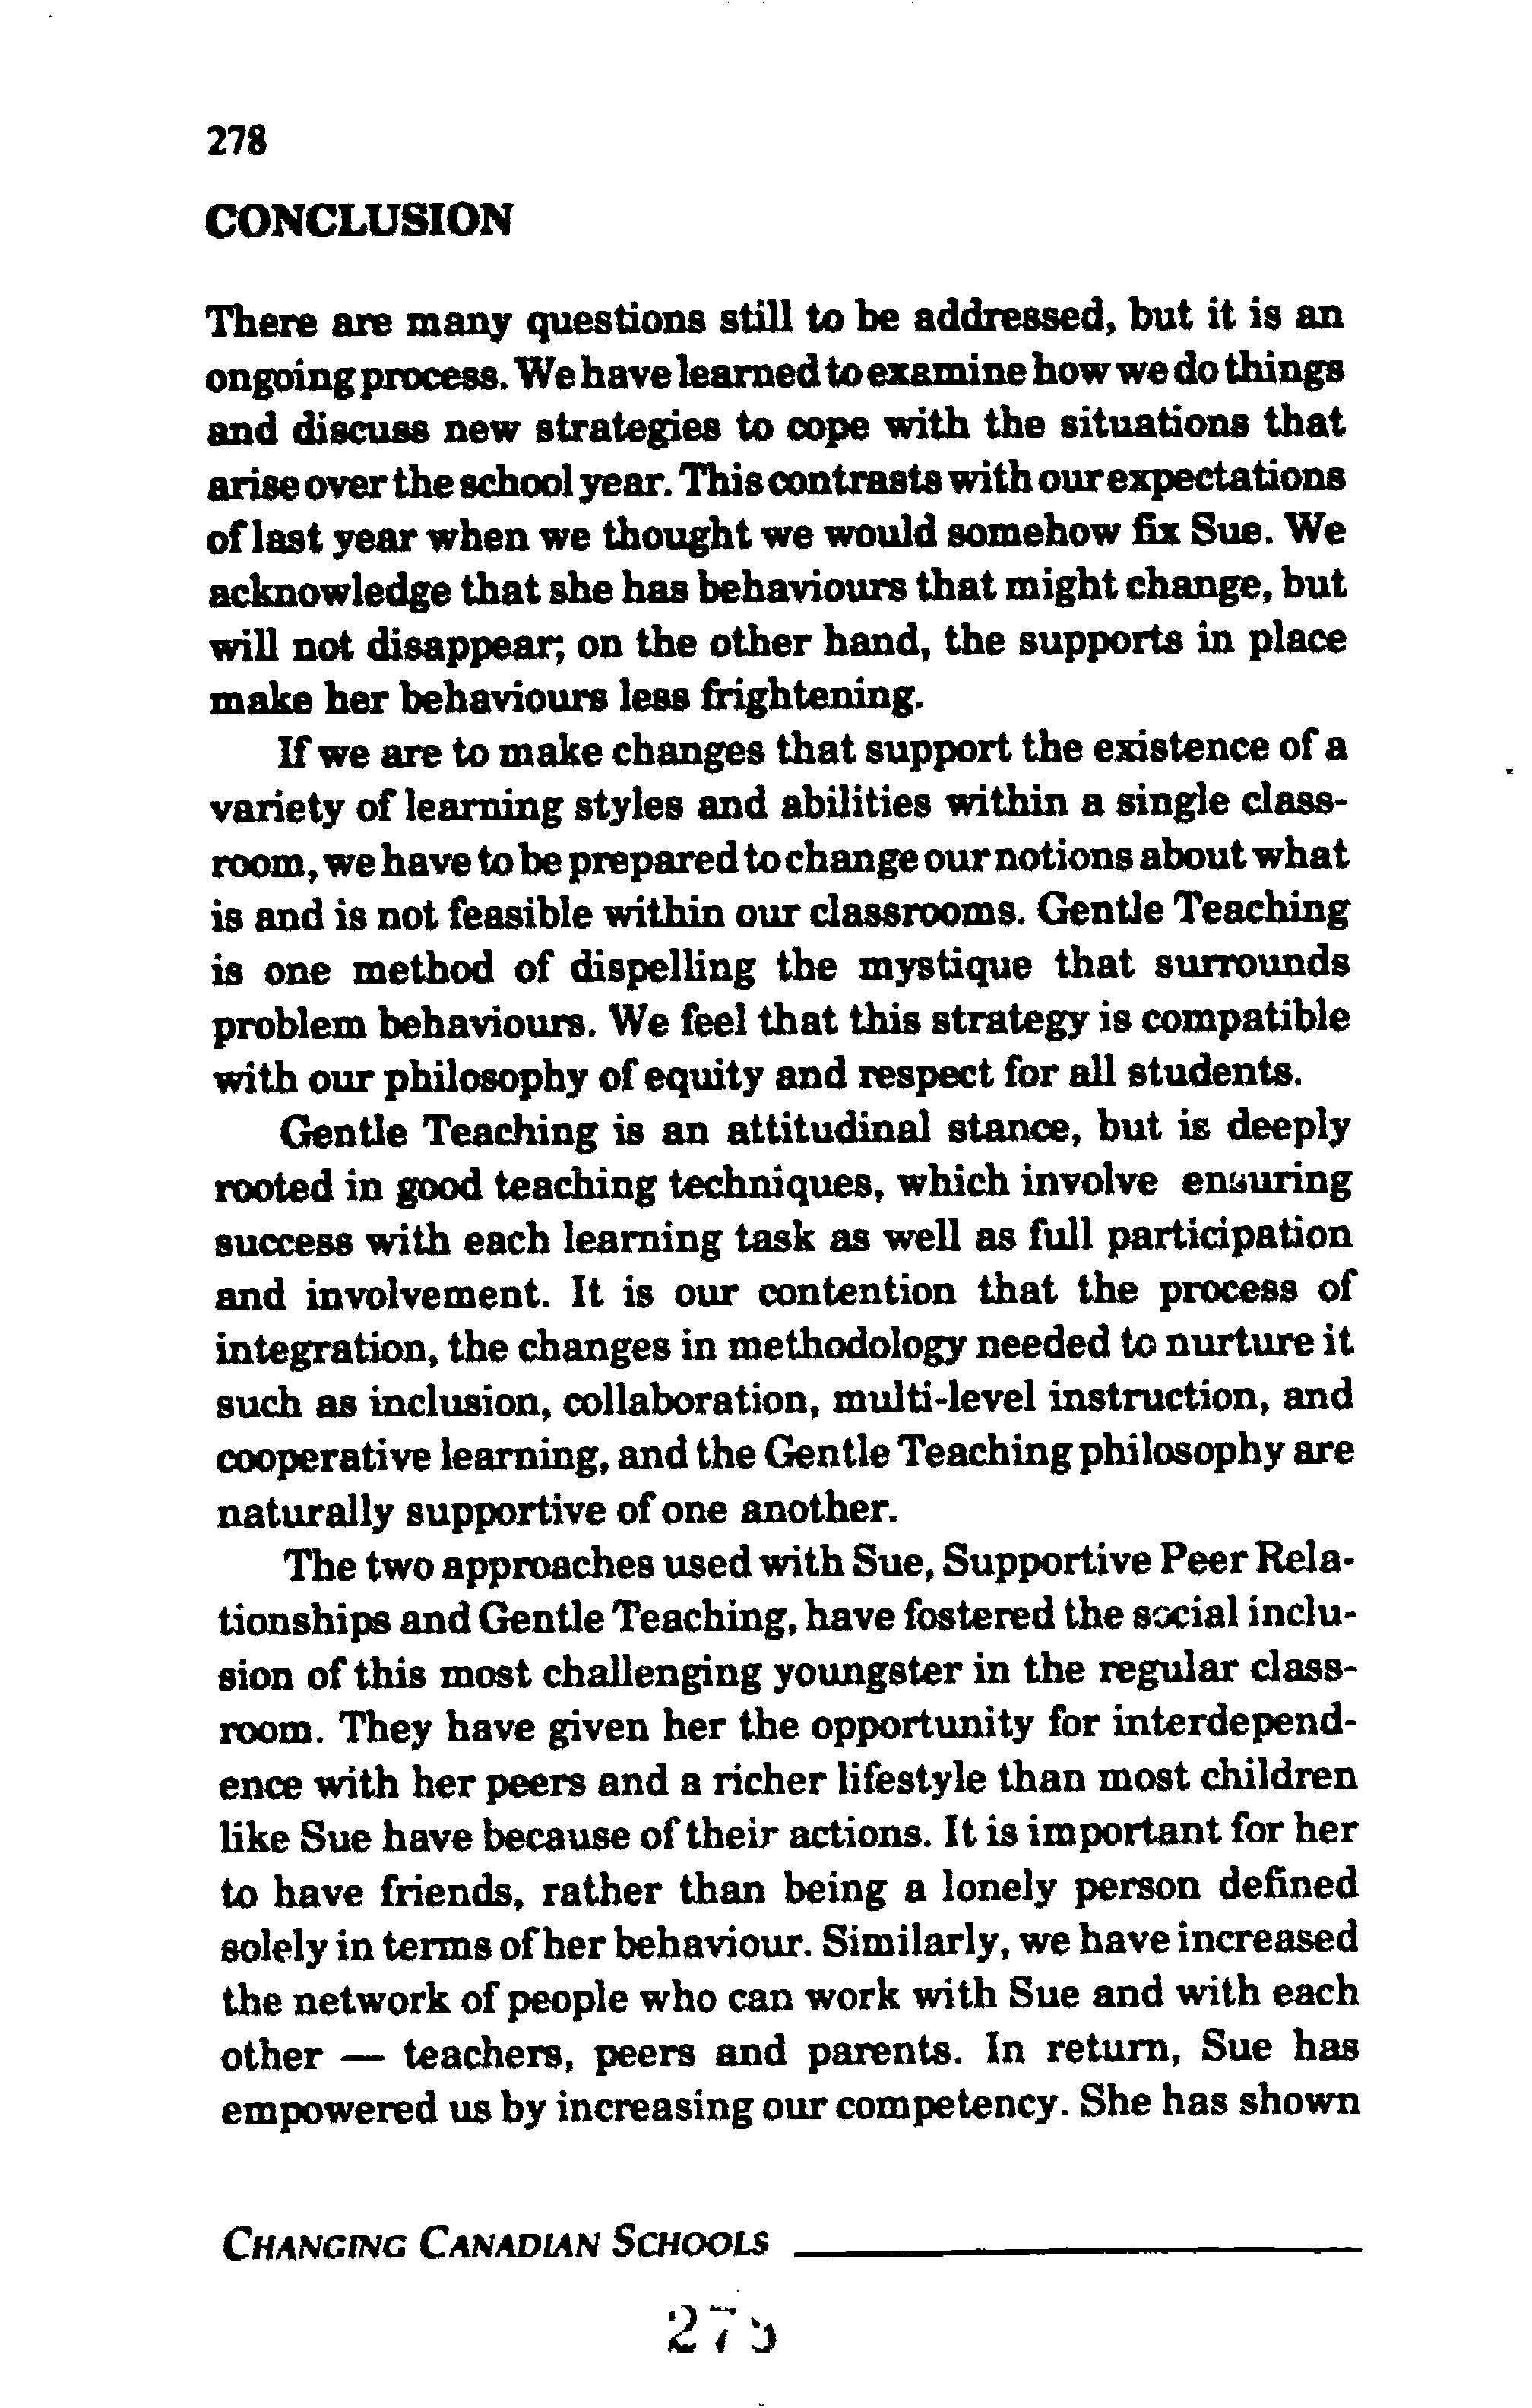 278
CONCLUSION
There are many questions still to be addressed, but it is an
ongoing process. We have learned to examine how we do things
and discuss new strategies to cope with the situations that
arise over the school year. This contrasts with our expectations
of last year when we thought we would somehow fix Sue. We
acknowledge that she has behaviours that might change, but
will not disappear; on the other hand, the supports in place
make her behaviours less frightening.
If we are to make changes that support the existence of a
variety of learning styles and abilities within a single class-
room, we have to be prepared to change our notions about what
is and is not feasible within our classrooms. Gentle Teaching
is one method of dispelling the mystique that surrounds
problem behaviours. We feel that this strategy is compatible
with our philosophy of equity and respect for all students.
Gentle Teaching is an attitudinal stance, but is deeply
rooted in good teaching techniques, which involve ensuring
success with each learning task as well as full participation
and involvement. It is our contention that the process of
integration, the changes in methodology needed to nurture it
such as inclusion, collaboration, multi-level instruction, and
cooperative learning, and the Gentle Teaching philosophy are
naturally supportive of one another.
The two approaches used with Sue, Supportive Peer Rela-
tionships and Gentle Teaching, have fostered the social inclu-
sion of this most challenging youngster in the regular class-
room. They have given her the opportunity for interdepend-
ence with her peers and a richer lifestyle than most children
like Sue have because of their actions. It is important for her
to have friends, rather than being a lonely person defined
solely in terms of her behaviour. Similarly, we have increased
the network of people who can work with Sue and with each
other — teachers, peers and parents. In return, Sue has
empowered us by increasing our competency. She has shown
CHANGING CANADIAN SCHOOLS